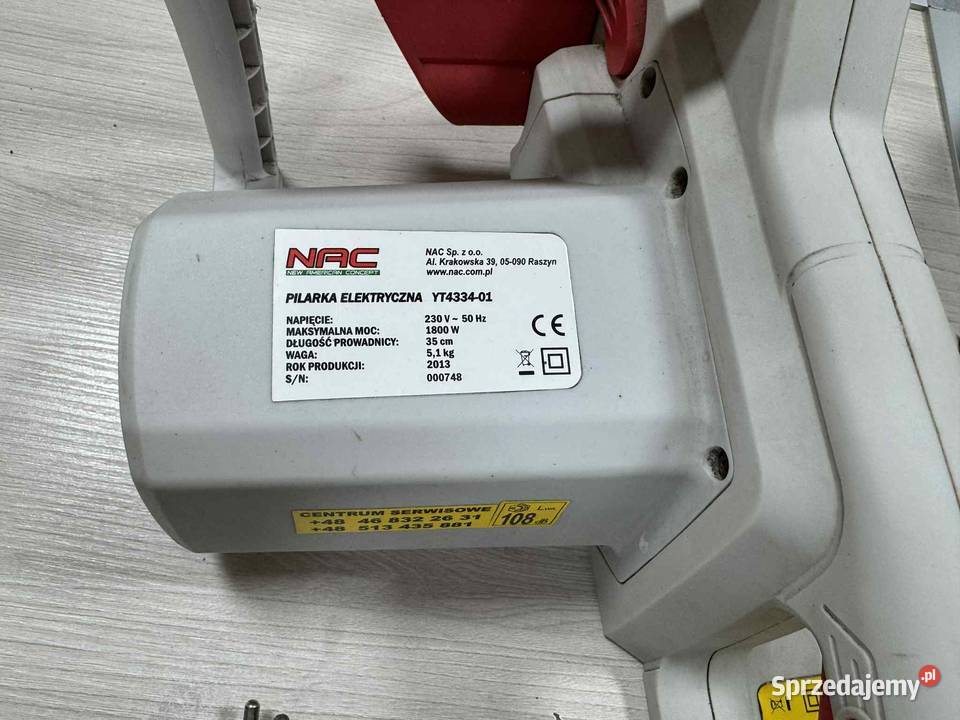 NAC
NEW AMERICAN CONCEPT
NAC Sp. z o.o.
Al. Krakowska 39, 05-090 Raszyn
www.nac.com.pl
PILARKA ELEKTRYCZNA YT4334-01
NAPIĘCIE: 230 V ~ 50 Hz
MAKSYMALNA MOC: 1800 W
DŁUGOŚĆ PROWADNICY: 35 cm
WAGA: 5,1 kg
ROK PRODUKCJI: 2013
S/N: 000748
CE
CENTRUM SERWISOWE
+48 46 832 26 31
+48 513 435 881
LWA
108 dB
Sprzedajemy.pl